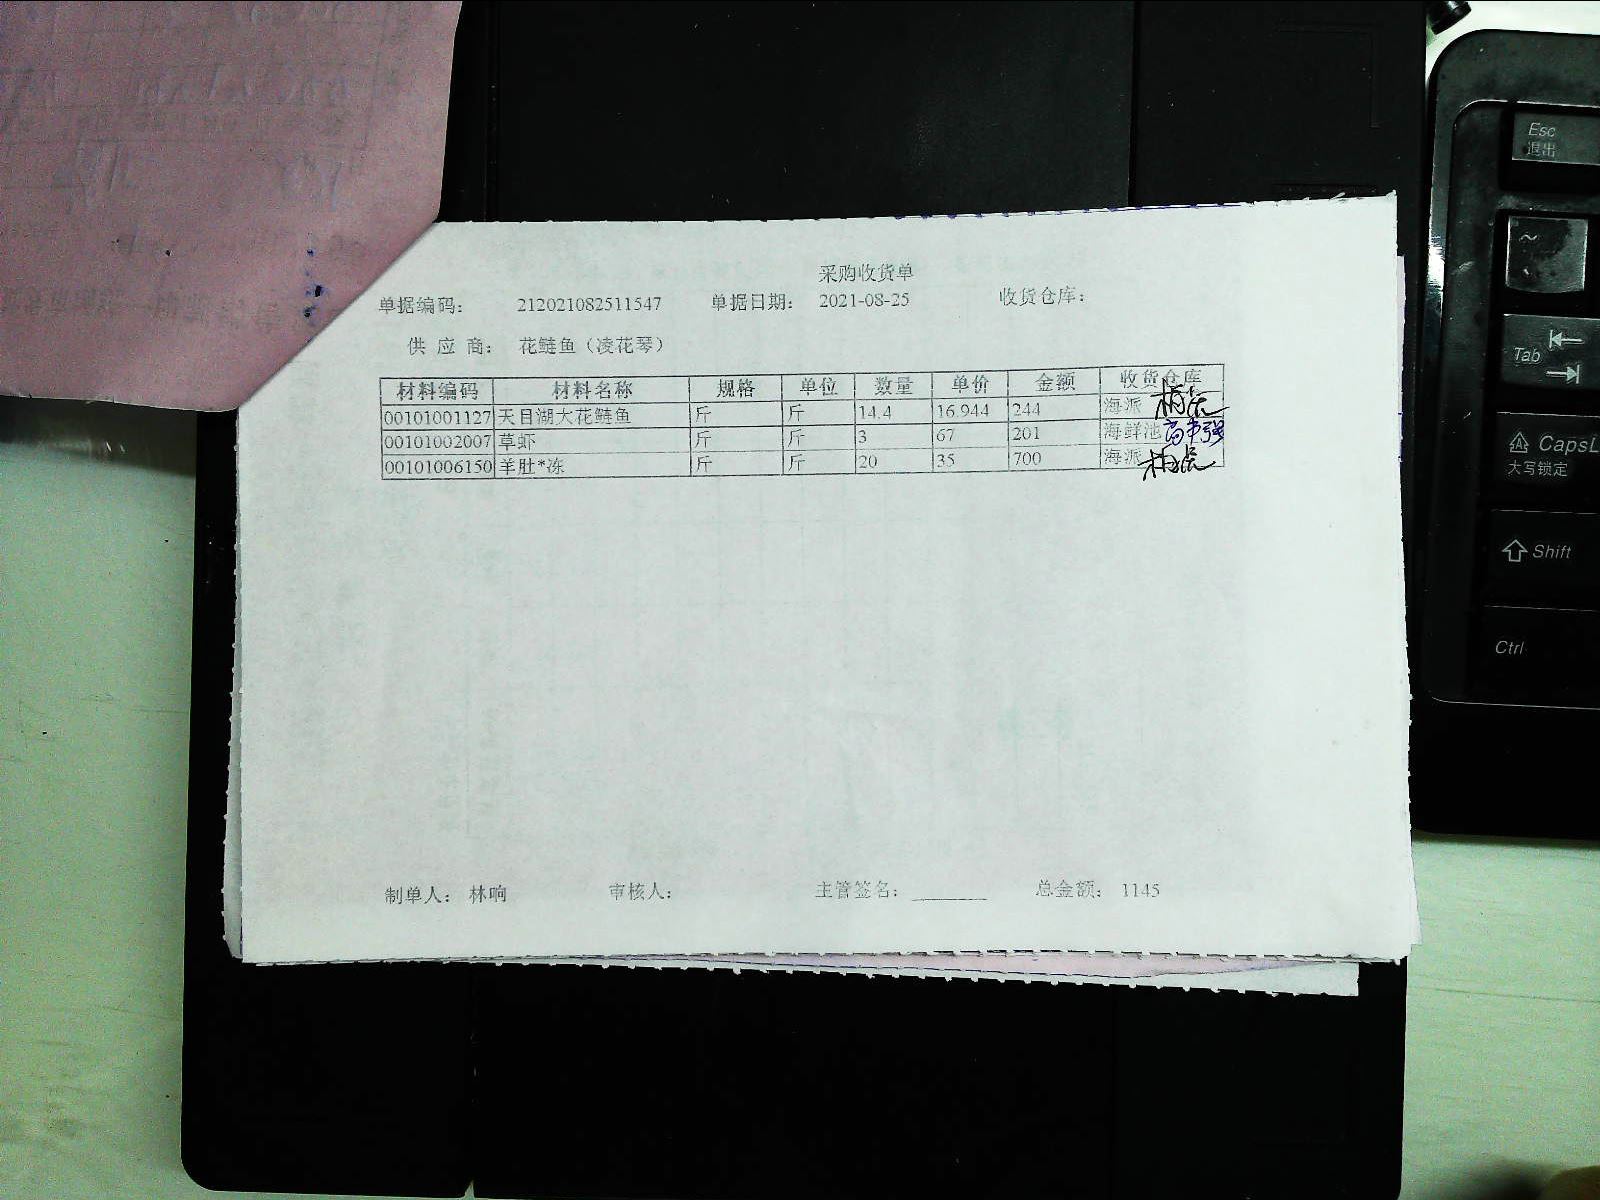 采购收货单
单据编码: 212021082511547 单据日期: 2021-08-25 收货仓库:
供 应 商: 花鲢鱼（凌花琴）
材料编码 材料名称 规格 单位 数量 单价 金额 收货仓库
00101001127 天目湖大花鲢鱼 斤 斤 14.4 16.944 244 海派
00101002007 草虾 斤 斤 3 67 201 海鲜池
00101006150 羊肚*冻 斤 斤 20 35 700 海派
制单人: 林响 审核人: 主管签名: 总金额: 1145
Esc
退出
~
Tab
CapsL
大写锁定
Shift
Ctrl